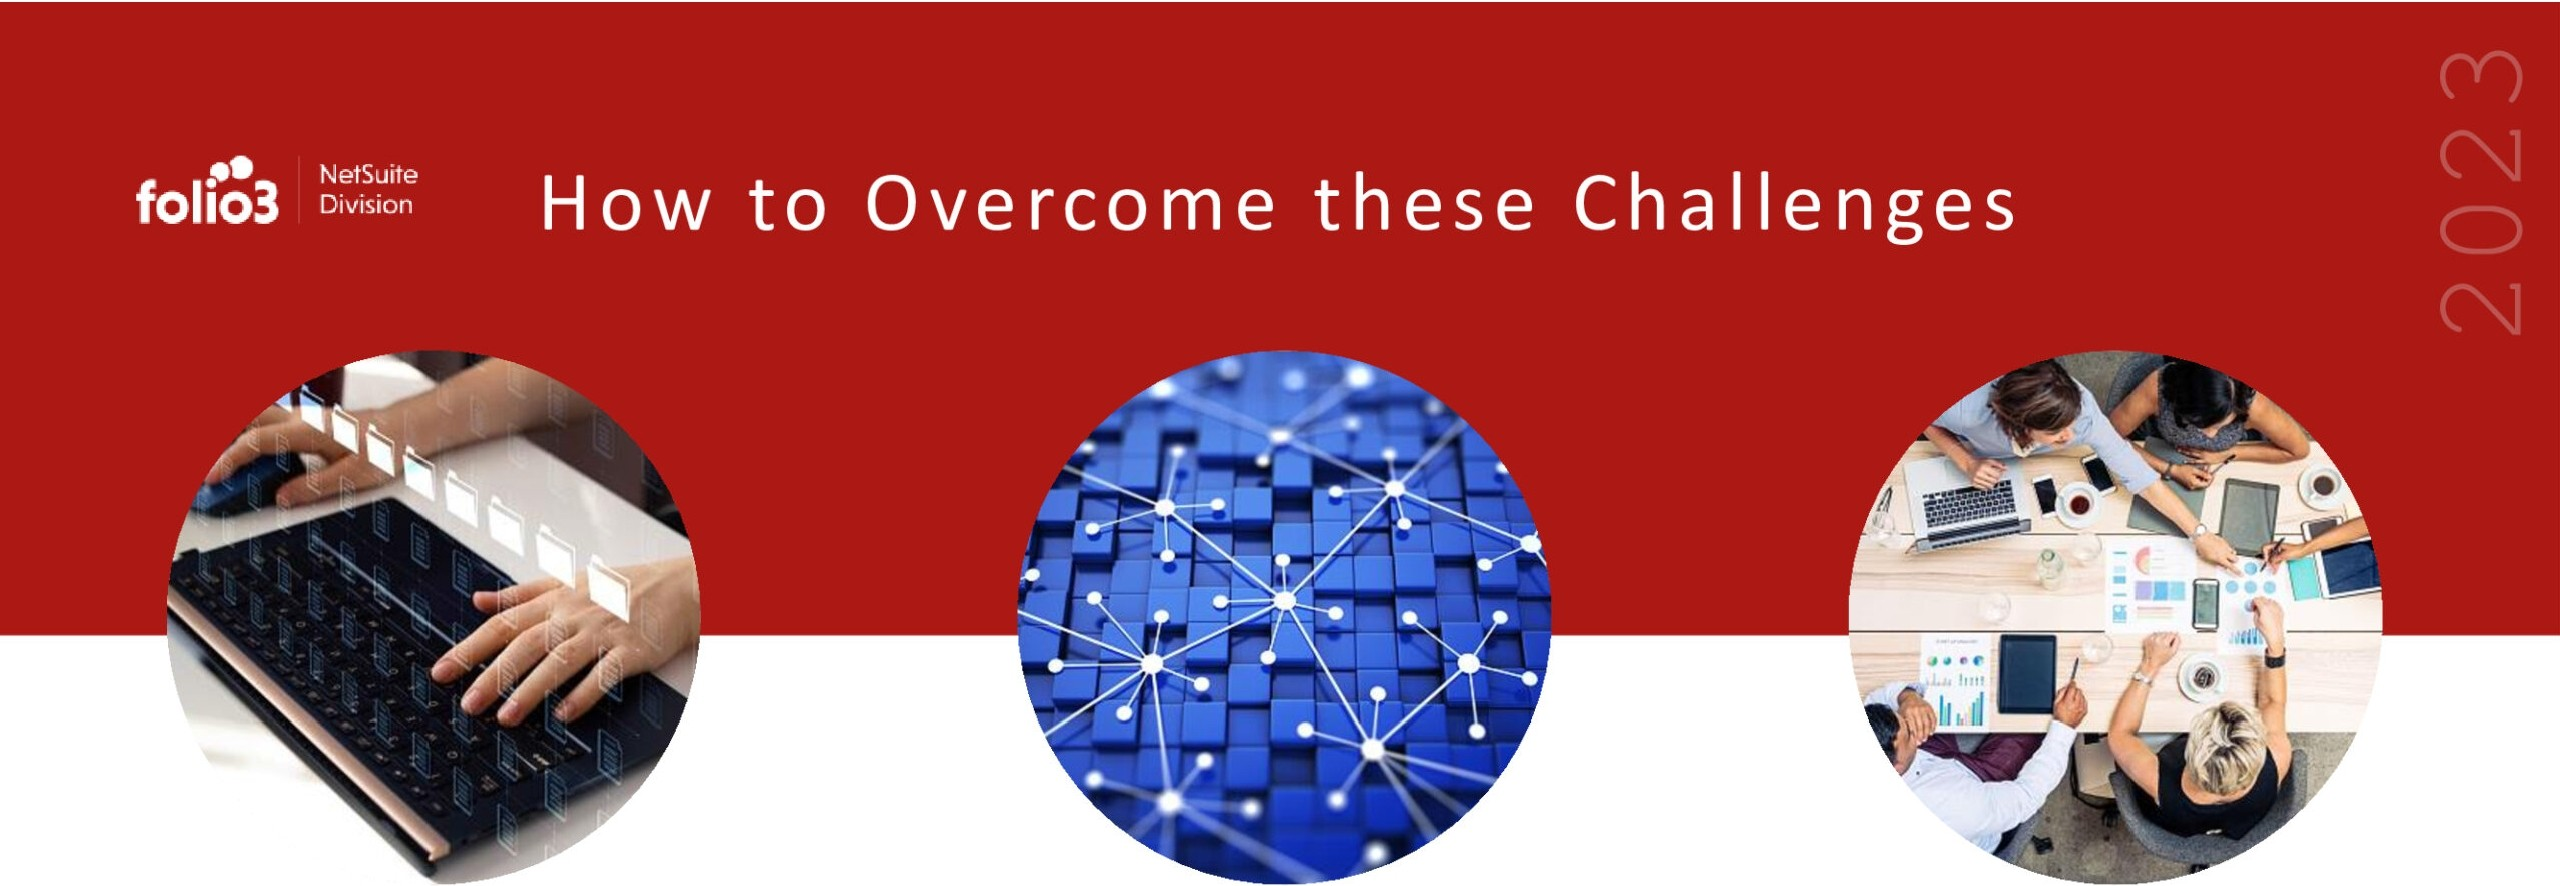 folio3
NetSuite
Division
How to Overcome these Challenges
2023